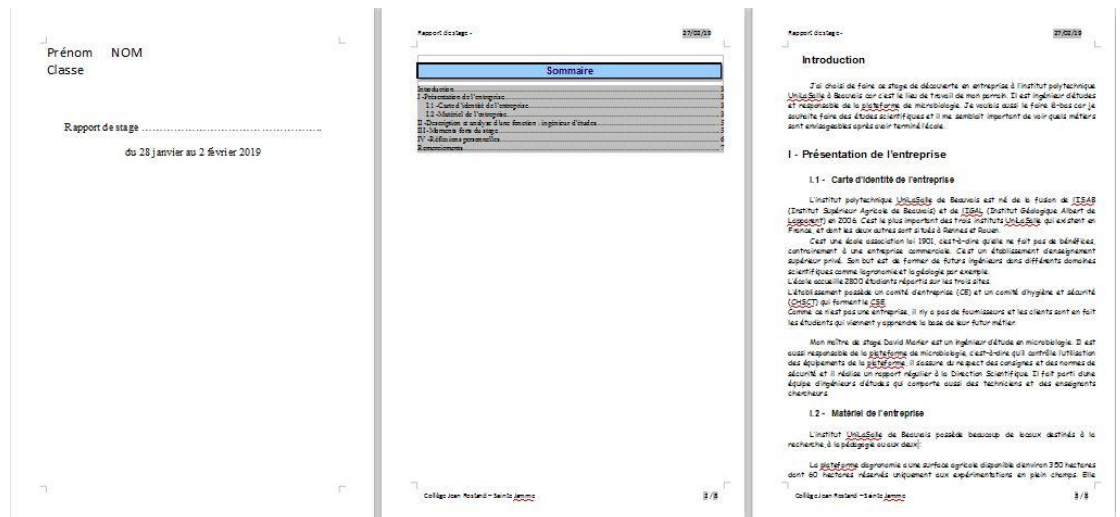 Prénom NOM
Classe
Rapport de stage ……………………………………………..
du 28 janvier au 2 février 2019
Rapport de stage - 27/02/19
Sommaire
Introduction 3
I -Présentation de l'entreprise 3
I.1 -Carte d'identité de l'entreprise 3
I.2 -Matériel de l'entreprise 3
II -Description et analyse d'une fonction : ingénieur d'études 5
III -Moments forts du stage 5
IV -Réflexions personnelles 6
Remerciements 7
Collège Jean Rostand – Sainte Jamme 2 / 8
Rapport de stage - 27/02/19
Introduction
J'ai choisi de faire ce stage de découverte en entreprise à l'institut polytechnique
UniLaSalle à Beauvais car c'est le lieu de travail de mon parrain. Il est ingénieur d'études
et responsable de la plateforme de microbiologie. Je voulais aussi le faire là-bas car je
souhaite faire des études scientifiques et il me semblait important de voir quels métiers
sont envisageables après avoir terminé l'école.
I - Présentation de l'entreprise
I.1 - Carte d'identité de l'entreprise
L'institut polytechnique UniLaSalle de Beauvais est né de la fusion de l'ISAB
(Institut Supérieur Agricole de Beauvais) et de l'IGAL (Institut Géologique Albert de
Lapparent) en 2006. C'est le plus important des trois instituts UniLaSalle qui existent en
France, et dont les deux autres sont situés à Rennes et Rouen.
C'est une école association loi 1901, c'est-à-dire qu'elle ne fait pas de bénéfices,
contrairement à une entreprise commerciale. C'est un établissement d'enseignement
supérieur privé. Son but est de former de futurs ingénieurs dans différents domaines
scientifiques comme l'agronomie et la géologie par exemple.
L'école accueille 2800 étudiants répartis sur les trois sites.
L'établissement possède un comité d'entreprise (CE) et un comité d'hygiène et sécurité
(CHSCT) qui forment le CSE.
Comme ce n'est pas une entreprise, il n'y a pas de fournisseurs et les clients sont en fait
les étudiants qui viennent y apprendre la base de leur futur métier.
Mon maître de stage David Marier est un ingénieur d'étude en microbiologie. Il est
aussi responsable de la plateforme de microbiologie, c'est-à-dire qu'il contrôle l'utilisation
des équipements de la plateforme, il s'assure du respect des consignes et des normes de
sécurité et il réalise un rapport régulier à la Direction Scientifique. Il fait parti d'une
équipe d'ingénieurs d'études qui comporte aussi des techniciens et des enseignants
chercheurs.
I.2 - Matériel de l'entreprise
L'institut UniLaSalle de Beauvais possède beaucoup de locaux destinés à la
recherche, à la pédagogie ou aux deux :
La plateforme d'agronomie a une surface agricole disponible d'environ 350 hectares
dont 60 hectares réservés uniquement aux expérimentations en plein champs. Elle
Collège Jean Rostand – Sainte Jamme 3 / 8